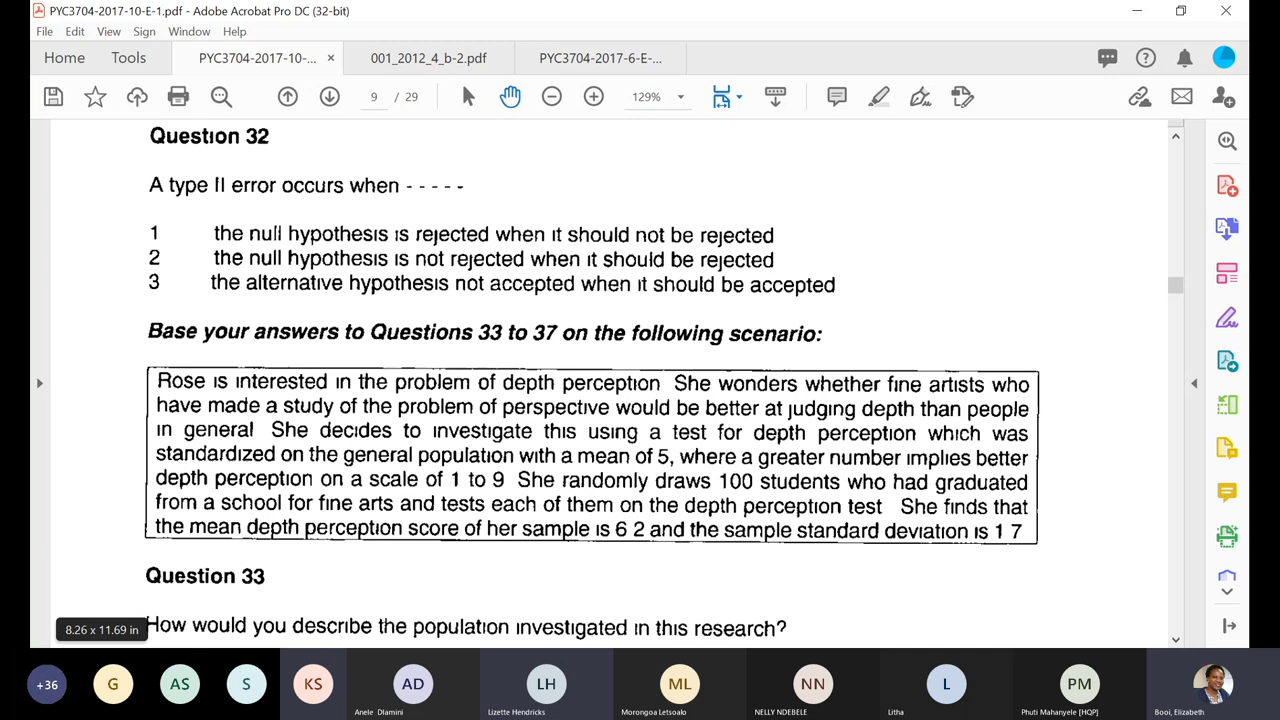 PYC3704-2017-10-E-1.pdf - Adobe Acrobat Pro DC (32-bit)
File Edit View Sign Window Help
Home Tools PYC3704-2017-10-... × 001_2012_4_b-2.pdf PYC3704-2017-6-E-...
9 / 29 129%
Question 32
A type II error occurs when - - - - -
1 the null hypothesis is rejected when it should not be rejected
2 the null hypothesis is not rejected when it should be rejected
3 the alternative hypothesis not accepted when it should be accepted
Base your answers to Questions 33 to 37 on the following scenario:
Rose is interested in the problem of depth perception She wonders whether fine artists who
have made a study of the problem of perspective would be better at judging depth than people
in general She decides to investigate this using a test for depth perception which was
standardized on the general population with a mean of 5, where a greater number implies better
depth perception on a scale of 1 to 9 She randomly draws 100 students who had graduated
from a school for fine arts and tests each of them on the depth perception test She finds that
the mean depth perception score of her sample is 6 2 and the sample standard deviation is 1 7
Question 33
How would you describe the population investigated in this research?
8.26 x 11.69 in
+36 G AS S KS AD LH ML NN L PM
Anele Dlamini Lizette Hendricks Morongoa Letsoalo NELLY NDEBELE Litha Phuti Mahanyele [HQP] Booi, Elizabeth